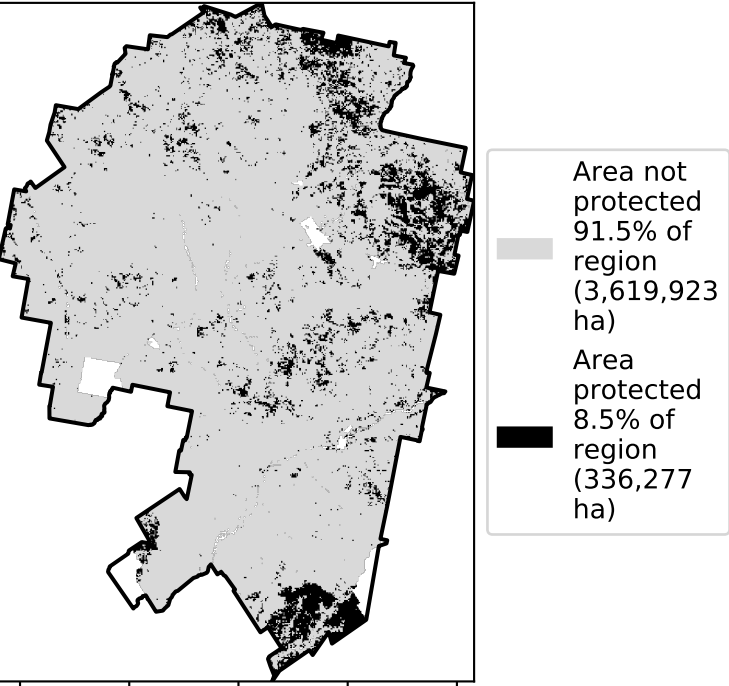 Area not
protected
91.5% of
region
(3,619,923
ha)
Area
protected
8.5% of
region
(336,277
ha)